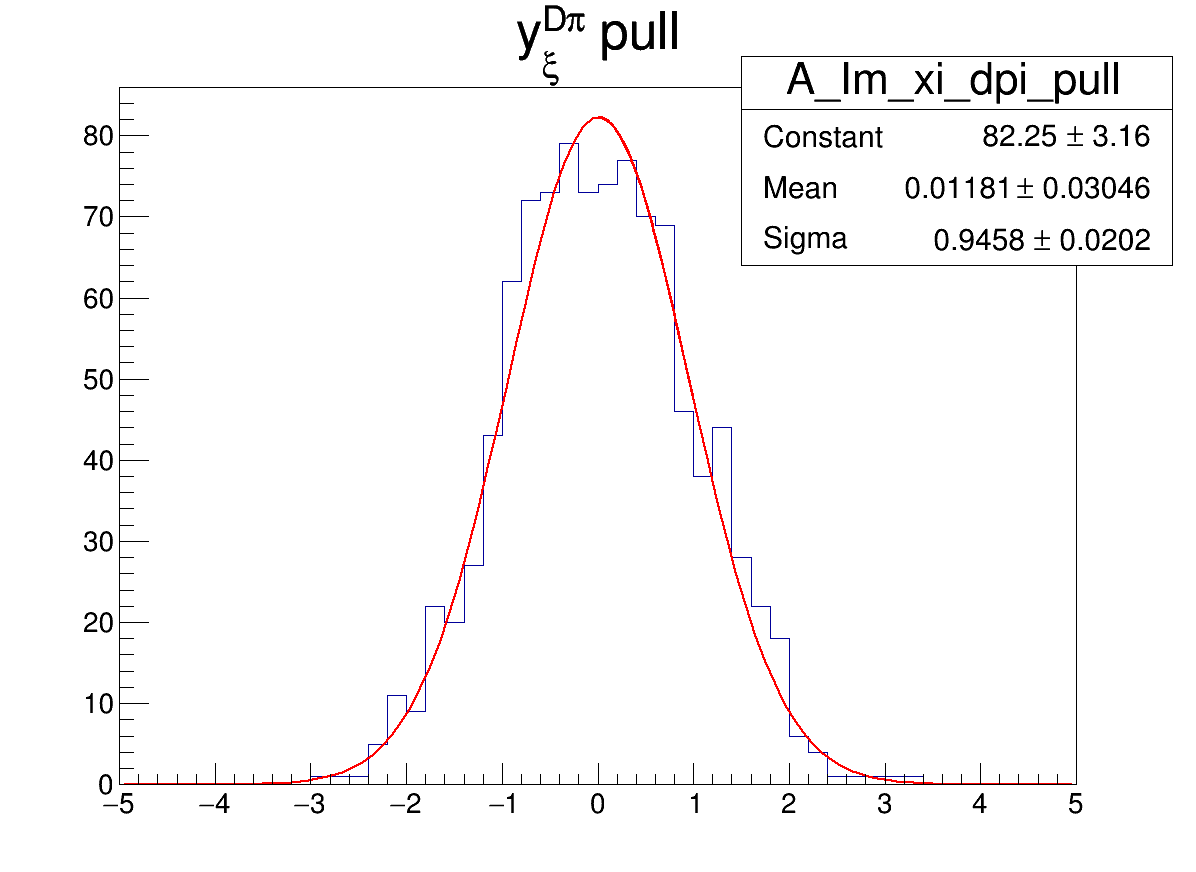 y_ξ^Dπ pull
A_Im_xi_dpi_pull
Constant 82.25 ± 3.16
Mean 0.01181 ± 0.03046
Sigma 0.9458 ± 0.0202
80
70
60
50
40
30
20
10
0
−5 −4 −3 −2 −1 0 1 2 3 4 5